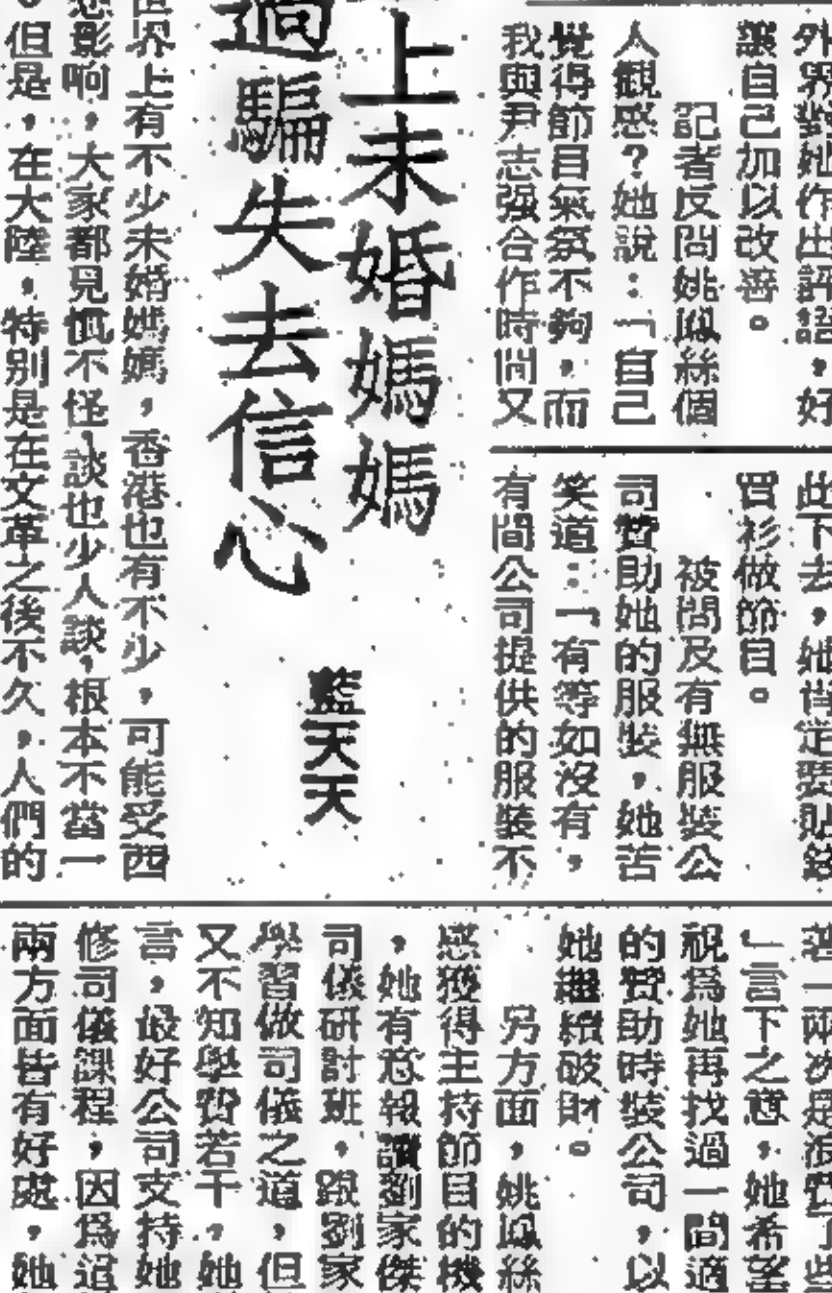 外界對她作出評語，好
讓自己加以改善。
記者反問姚鳳絲個
人観感？她說：「自己
覺得節目氣氛不夠，而
我與尹志强合作時間又
此下去，她肯定要貼錢
買衫做節目。
被問及有無服裝公
司贊助她的服裝，她苦
笑道：「有等如沒有，
有間公司提供的服裝不
上未婚媽媽
過騙失去信心
藍天天
世界上有不少未婚媽媽，香港也有不少，可能受西
影响，大家都見慣不怪，談也少人談，根本不當一
。但是，在大陸，特别是在文革之後不久，人們的
著一兩次是浪費了些
」言下之意，她希望
視爲她再找過一間適
的贊助時裝公司，以
她繼續破財。
另方面，姚鳳絲
感獲得主持節目的機
，她有意報讀劉家傑
司儀研討班，跟劉家
學習做司儀之道，但
又不知學費若干，她
言，最好公司支持她
修司儀課程，因爲這
兩方面皆有好處，她